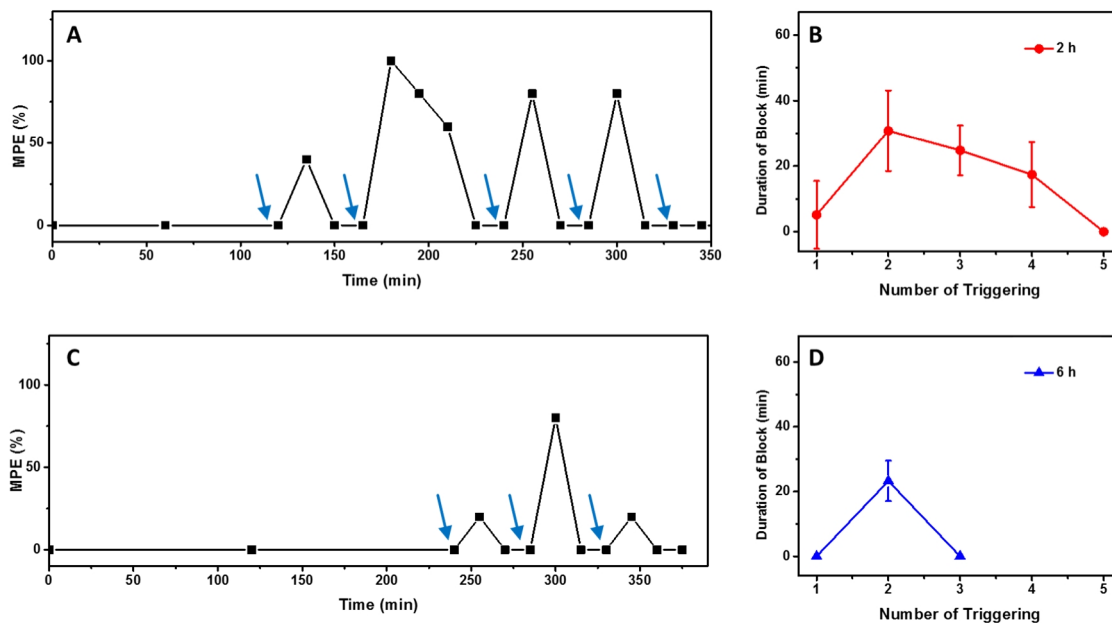 A
MPE (%)
100
50
0
0 50 100 150 200 250 300 350
Time (min)
B
2 h
Duration of Block (min)
60
40
20
0
1 2 3 4 5
Number of Triggering
C
MPE (%)
100
50
0
0 50 100 150 200 250 300 350
Time (min)
D
6 h
Duration of Block (min)
60
40
20
0
1 2 3 4 5
Number of Triggering